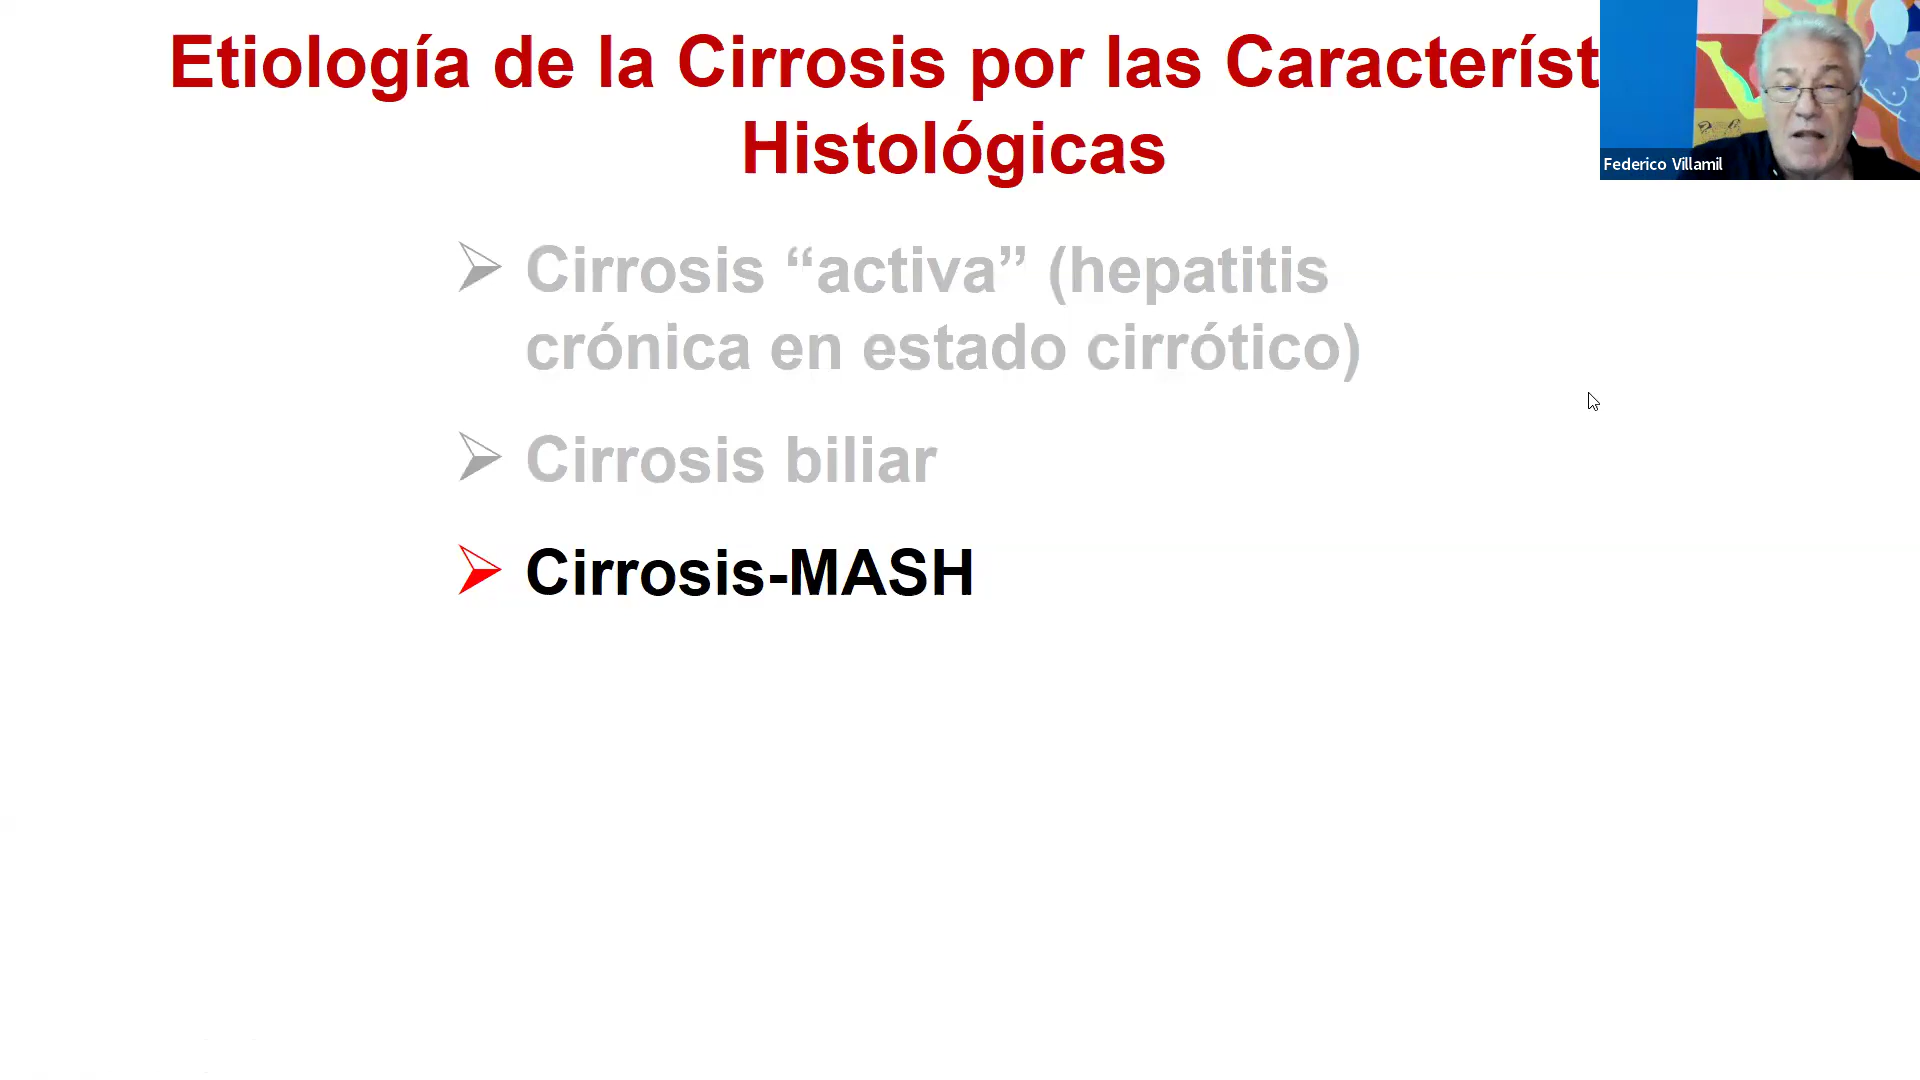 Etiología de la Cirrosis por las Característ
Histológicas
Federico Villamil
➢ Cirrosis “activa” (hepatitis
crónica en estado cirrótico)
➢ Cirrosis biliar
➢ Cirrosis-MASH